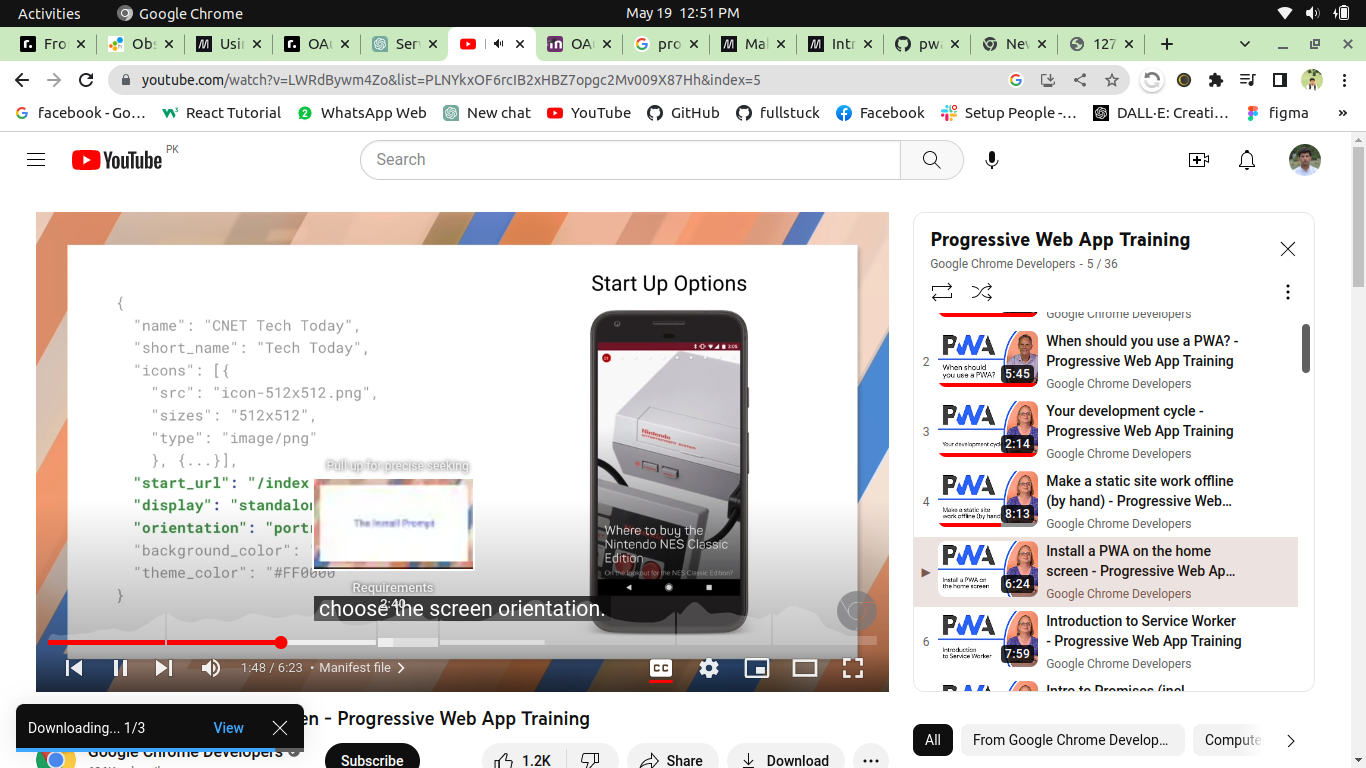 Activities
Google Chrome
May 19 12:51 PM
Fro
Obs
Usin
OAu
Serv
OAu
pro
Mal
Intr
pwa
Nev
127
youtube.com/watch?v=LWRdBywm4Zo&list=PLNYkxOF6rcIB2xHBZ7opgc2Mv009X87Hh&index=5
facebook - Go…
React Tutorial
WhatsApp Web
New chat
YouTube
GitHub
fullstuck
Facebook
Setup People -…
DALL·E: Creati…
figma
»
YouTube PK
Search
{
"name": "CNET Tech Today",
"short_name": "Tech Today",
"icons": [{
"src": "icon-512x512.png",
"sizes": "512x512",
"type": "image/png"
}, {...}],
"start_url": "/index
"display": "standalon
"orientation": "portr
"background_color":
"theme_color": "#FF0000
}
Start Up Options
3:05
Nintendo
Where to buy the
Nintendo NES Classic
Edition
On the lookout for the NES Classic Edition?
Pull up for precise seeking
The Install Prompt
Requirements
2:40
choose the screen orientation.
1:48 / 6:23 • Manifest file
CC
Progressive Web App Training
Google Chrome Developers - 5 / 36
Google Chrome Developers
2
PWA
When should
you use a PWA?
5:45
When should you use a PWA? -
Progressive Web App Training
Google Chrome Developers
3
PWA
Your development cycle
2:14
Your development cycle -
Progressive Web App Training
Google Chrome Developers
4
PWA
Make a static site
work offline (by hand)
8:13
Make a static site work offline
(by hand) - Progressive Web…
Google Chrome Developers
PWA
Install a PWA on
the home screen
6:24
Install a PWA on the home
screen - Progressive Web Ap…
Google Chrome Developers
6
PWA
Introduction
to Service Worker
7:59
Introduction to Service Worker
- Progressive Web App Training
Google Chrome Developers
Intro to Promises (incl
en - Progressive Web App Training
Downloading... 1/3
View
Google Chrome Developers
Subscribe
1.2K
Share
Download
All
From Google Chrome Develop…
Compute